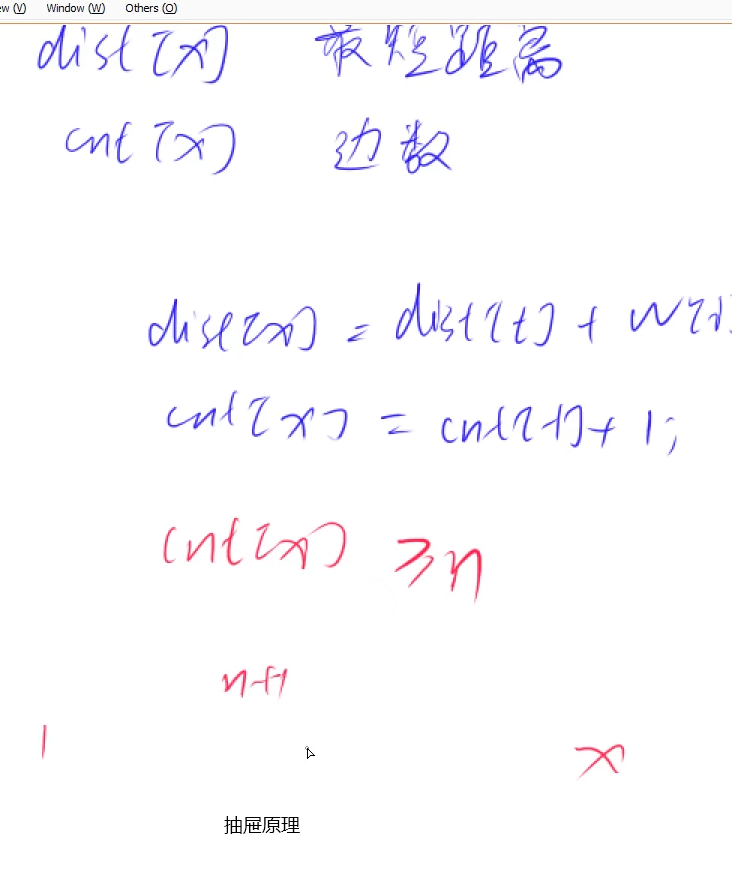 Window (W) Others (O)
dist[x] 最短距离
cnt[x] 边数
dist[x] = dist[t] + w[i]
cnt[x] = cnt[t] + 1;
cnt[x] ≥ n
n+1
1 x
抽屉原理